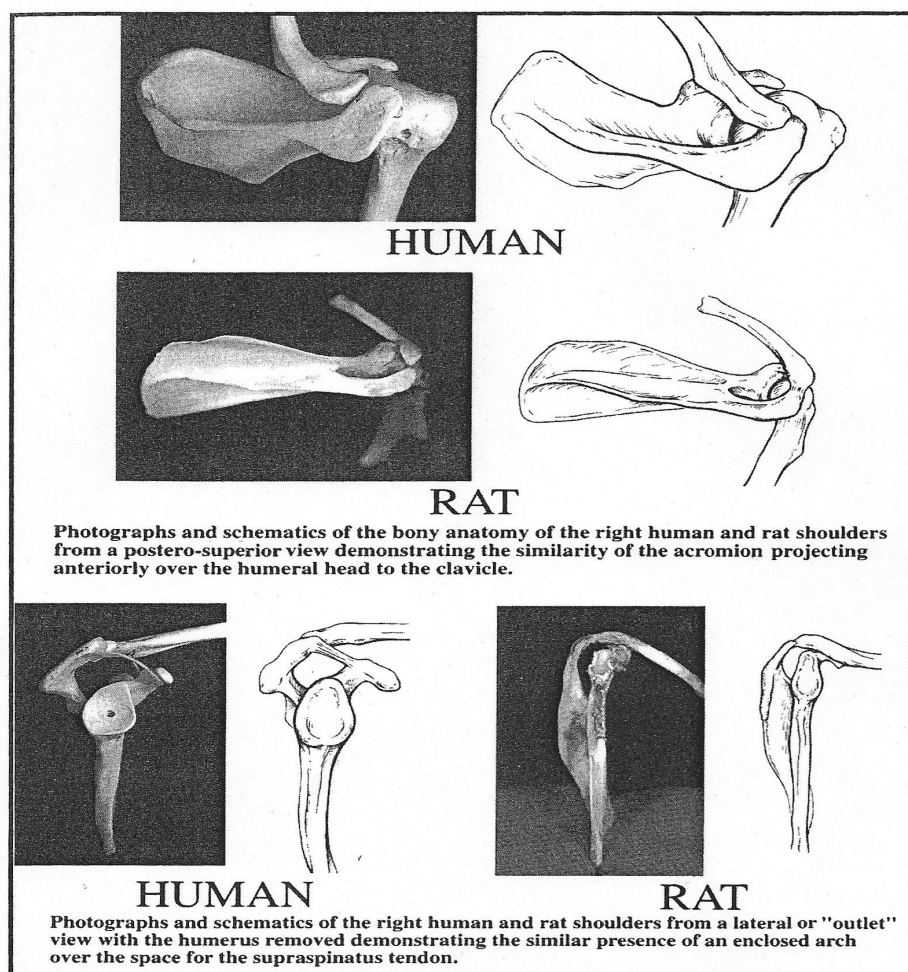 HUMAN
RAT
Photographs and schematics of the bony anatomy of the right human and rat shoulders
from a postero-superior view demonstrating the similarity of the acromion projecting
anteriorly over the humeral head to the clavicle.
HUMAN
RAT
Photographs and schematics of the right human and rat shoulders from a lateral or "outlet"
view with the humerus removed demonstrating the similar presence of an enclosed arch
over the space for the supraspinatus tendon.